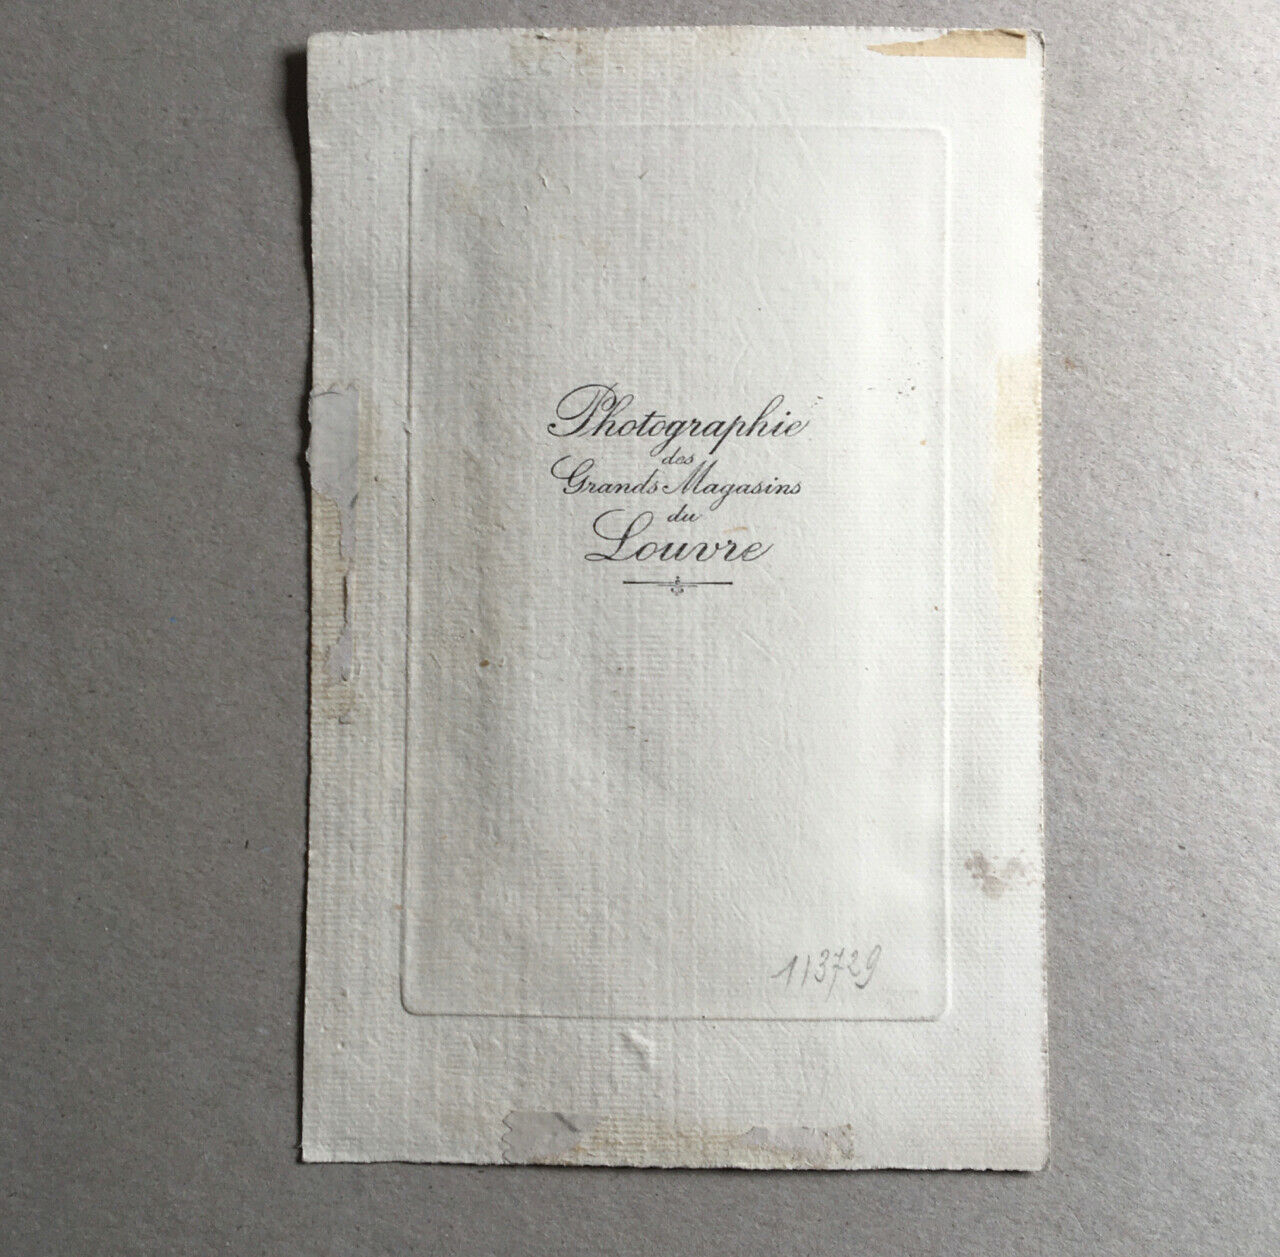 Photographie
des
Grands Magasins
du
Louvre
113729